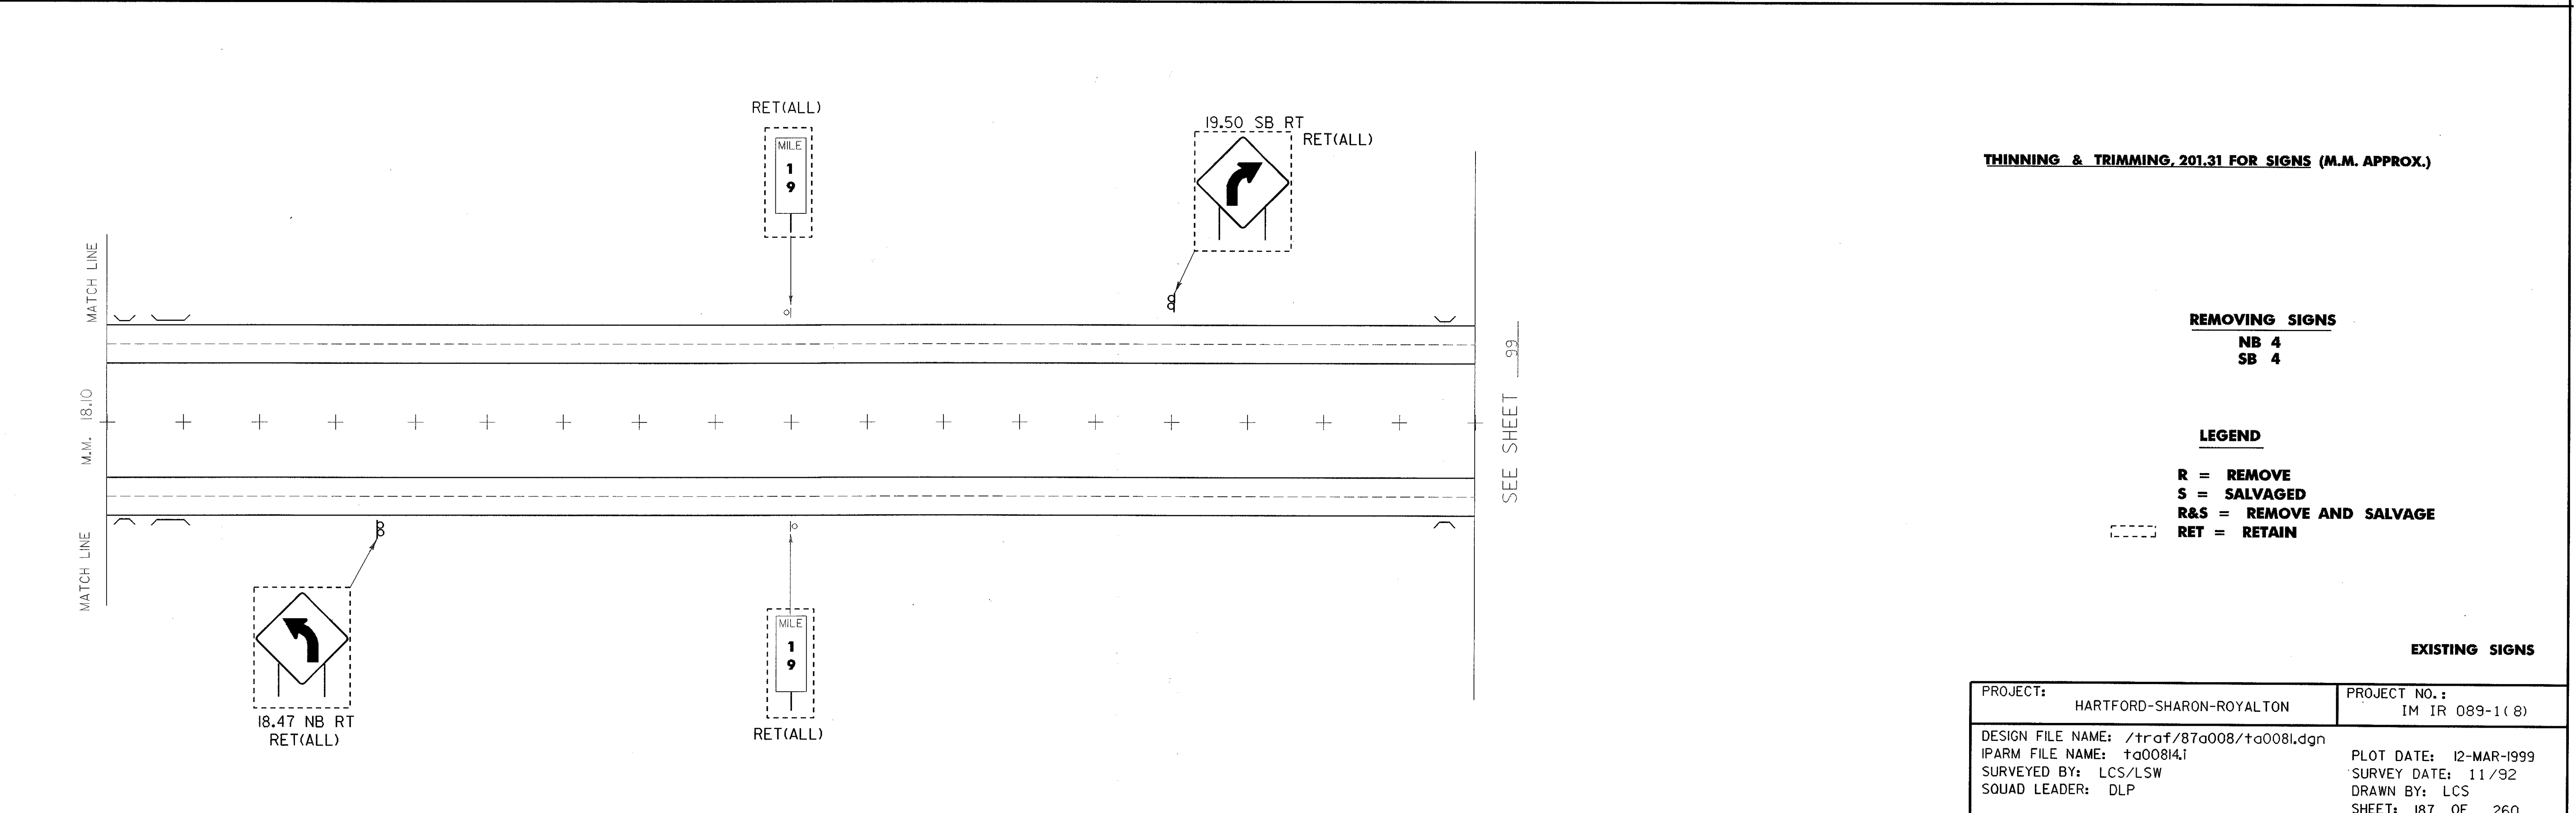 RET(ALL)
MILE
1
9
19.50 SB RT
RET(ALL)
THINNING & TRIMMING, 201.31 FOR SIGNS (M.M. APPROX.)
MATCH LINE
M.M. 18.10
MATCH LINE
SEE SHEET 99
REMOVING SIGNS
NB 4
SB 4
LEGEND
R = REMOVE
S = SALVAGED
R&S = REMOVE AND SALVAGE
RET = RETAIN
18.47 NB RT
RET(ALL)
MILE
1
9
RET(ALL)
EXISTING SIGNS
PROJECT:
HARTFORD-SHARON-ROYALTON
PROJECT NO.:
IM IR 089-1(8)
DESIGN FILE NAME: /traf/87a008/ta0081.dgn
IPARM FILE NAME: ta00814.i
SURVEYED BY: LCS/LSW
SQUAD LEADER: DLP
PLOT DATE: 12-MAR-1999
SURVEY DATE: 11/92
DRAWN BY: LCS
SHEET: 187 OF 260